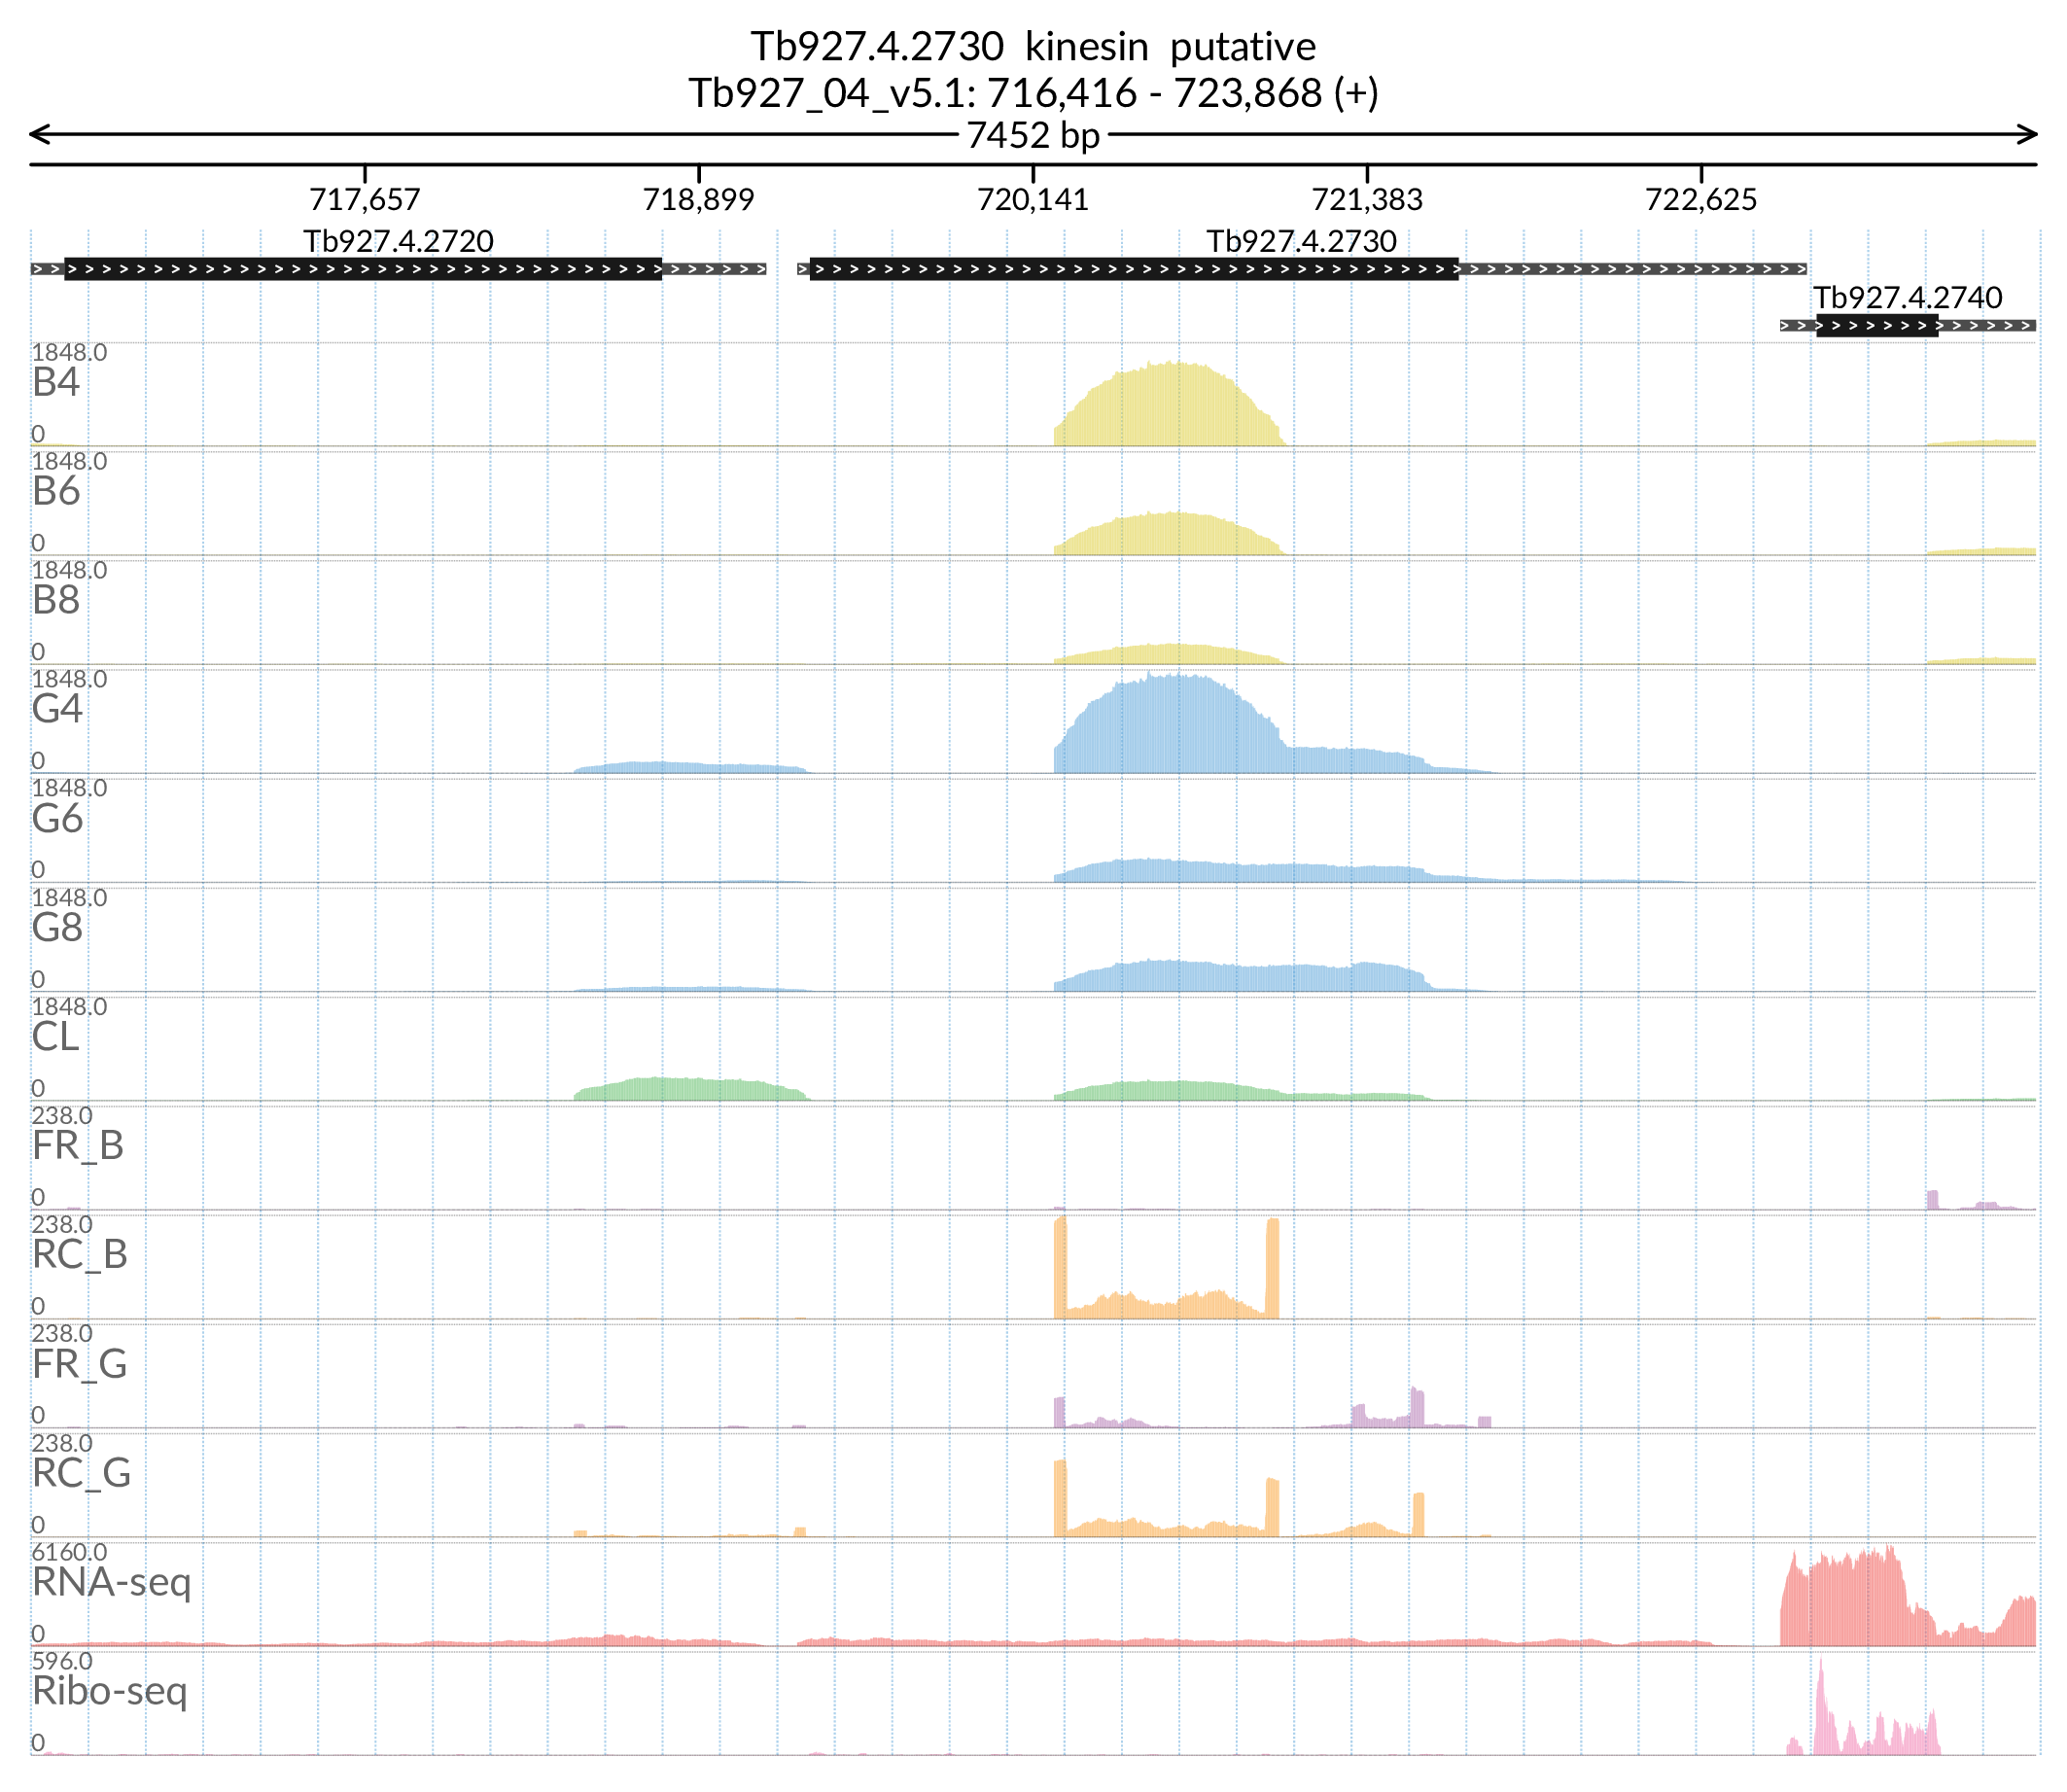 Tb927.4.2730 kinesin putative
Tb927_04_v5.1: 716,416 - 723,868 (+)
7452 bp
717,657 718,899 720,141 721,383 722,625
Tb927.4.2720 Tb927.4.2730
Tb927.4.2740
1848.0
B4
0
1848.0
B6
0
1848.0
B8
0
1848.0
G4
0
1848.0
G6
0
1848.0
G8
0
1848.0
CL
0
238.0
FR_B
0
238.0
RC_B
0
238.0
FR_G
0
238.0
RC_G
0
6160.0
RNA-seq
0
596.0
Ribo-seq
0